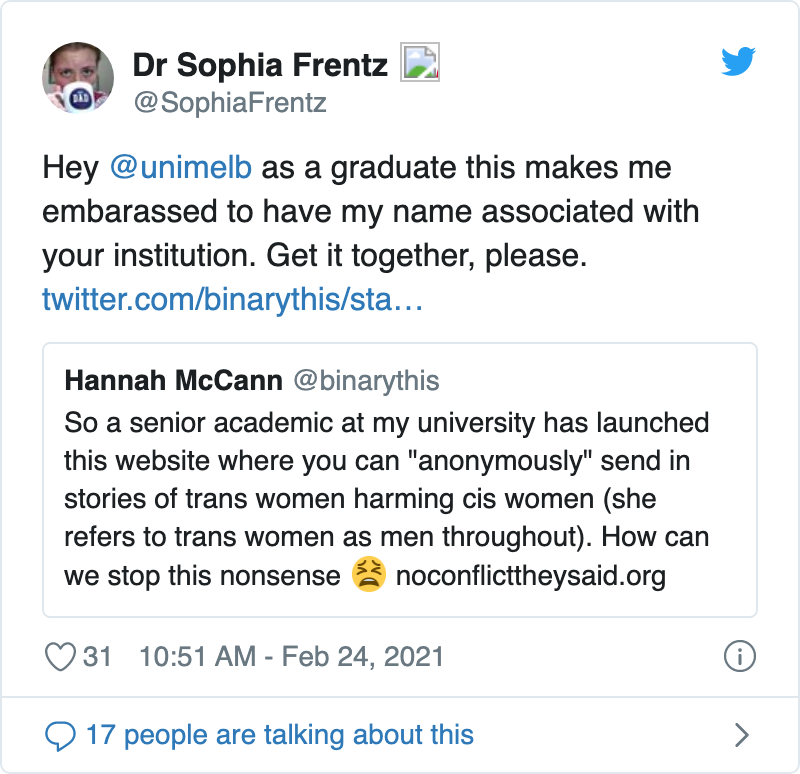 Dr Sophia Frentz
@SophiaFrentz
Hey @unimelb as a graduate this makes me
embarassed to have my name associated with
your institution. Get it together, please.
twitter.com/binarythis/sta…
Hannah McCann @binarythis
So a senior academic at my university has launched
this website where you can "anonymously" send in
stories of trans women harming cis women (she
refers to trans women as men throughout). How can
we stop this nonsense 😫 noconflicttheysaid.org
31 10:51 AM - Feb 24, 2021
17 people are talking about this